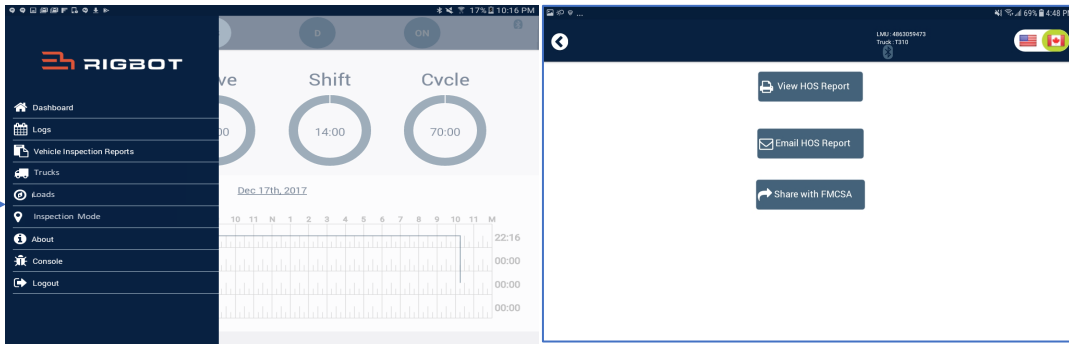 17% 10:16 PM
RIGBOT
Dashboard
Logs
Vehicle Inspection Reports
Trucks
Loads
Inspection Mode
About
Console
Logout
D
ON
ve
Shift
Cycle
00
14:00
70:00
Dec 17th, 2017
10 11 N 1 2 3 4 5 6 7 8 9 10 11 M
22:16
00:00
00:00
00:00
... 69% 4:48 PM
LMU : 4863059473
Truck : T310
View HOS Report
Email HOS Report
Share with FMCSA